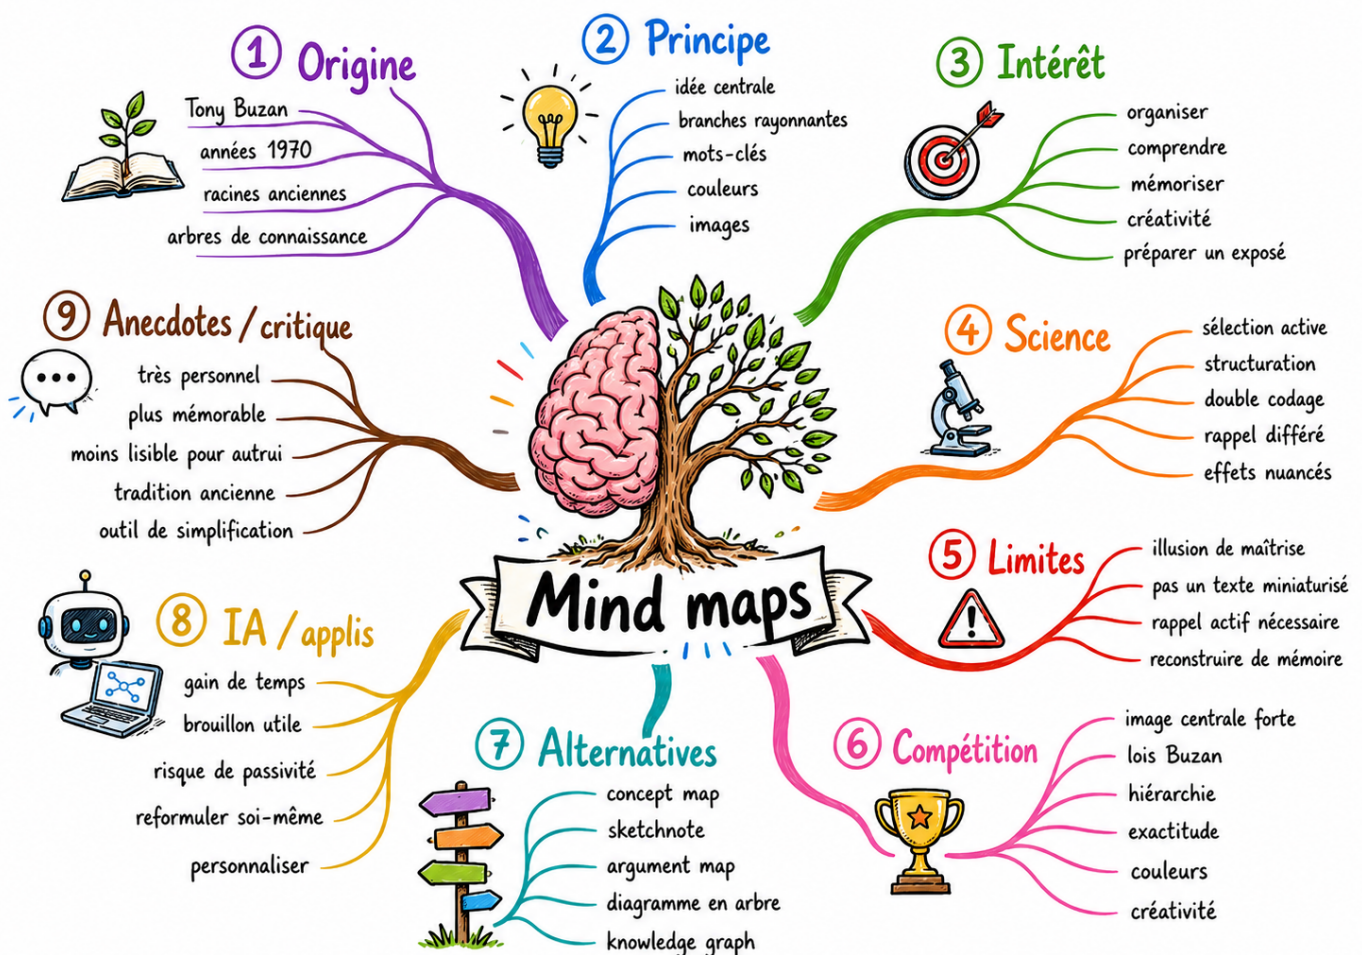 1 Origine
Tony Buzan
années 1970
racines anciennes
arbres de connaissance
2 Principe
idée centrale
branches rayonnantes
mots-clés
couleurs
images
3 Intérêt
organiser
comprendre
mémoriser
créativité
préparer un exposé
4 Science
sélection active
structuration
double codage
rappel différé
effets nuancés
5 Limites
illusion de maîtrise
pas un texte miniaturisé
rappel actif nécessaire
reconstruire de mémoire
6 Compétition
image centrale forte
lois Buzan
hiérarchie
exactitude
couleurs
créativité
7 Alternatives
concept map
sketchnote
argument map
diagramme en arbre
knowledge graph
8 IA / applis
gain de temps
brouillon utile
risque de passivité
reformuler soi-même
personnaliser
9 Anecdotes / critique
très personnel
plus mémorable
moins lisible pour autrui
tradition ancienne
outil de simplification
Mind maps